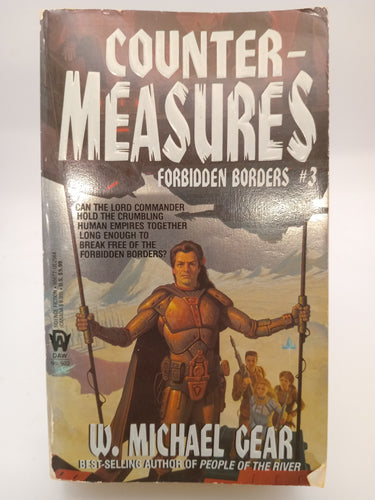 COUNTER-
MEASURES
FORBIDDEN BORDERS #3
CAN THE LORD COMMANDER
HOLD THE CRUMBLING
HUMAN EMPIRES TOGETHER
LONG ENOUGH TO
BREAK FREE OF THE
FORBIDDEN BORDERS?
DAW
W. MICHAEL GEAR
BEST-SELLING AUTHOR OF PEOPLE OF THE RIVER